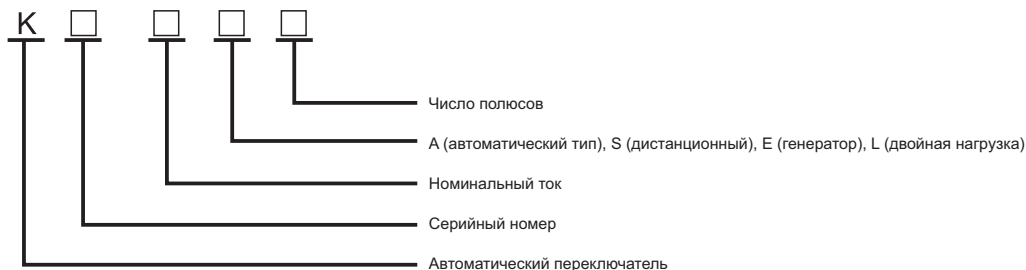 К
Число полюсов
А (автоматический тип), S (дистанционный), E (генератор), L (двойная нагрузка)
Номинальный ток
Серийный номер
Автоматический переключатель